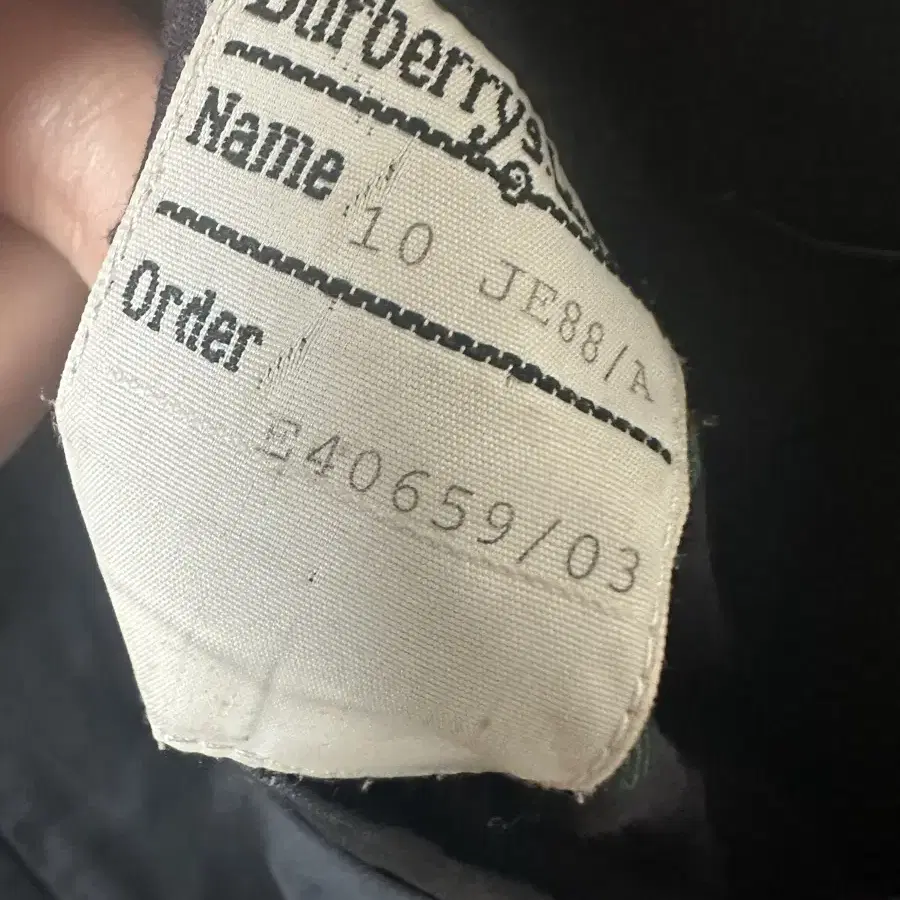 Burberrys
Name
10 JE88/A
Order
E40659/03